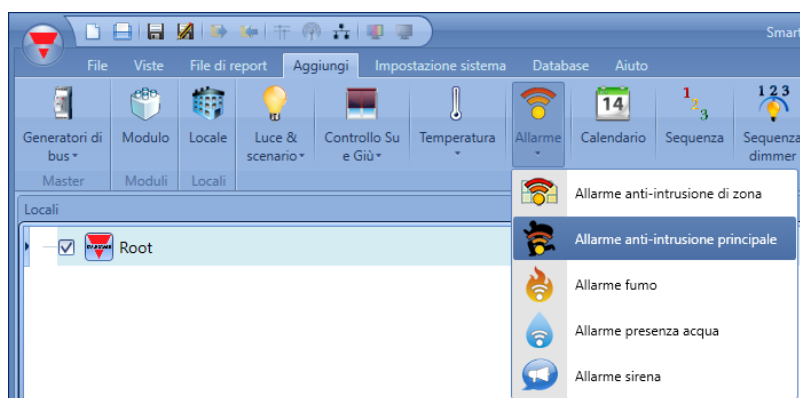 Smart
File Viste File di report Aggiungi Impostazione sistema Database Aiuto
14
1 2 3
1 2 3
Generatori di bus
Modulo
Locale
Luce & scenario
Controllo Su e Giù
Temperatura
Allarme
Calendario
Sequenza
Sequenza dimmer
Master Moduli Locali
Locali
Root
Allarme anti-intrusione di zona
Allarme anti-intrusione principale
Allarme fumo
Allarme presenza acqua
Allarme sirena